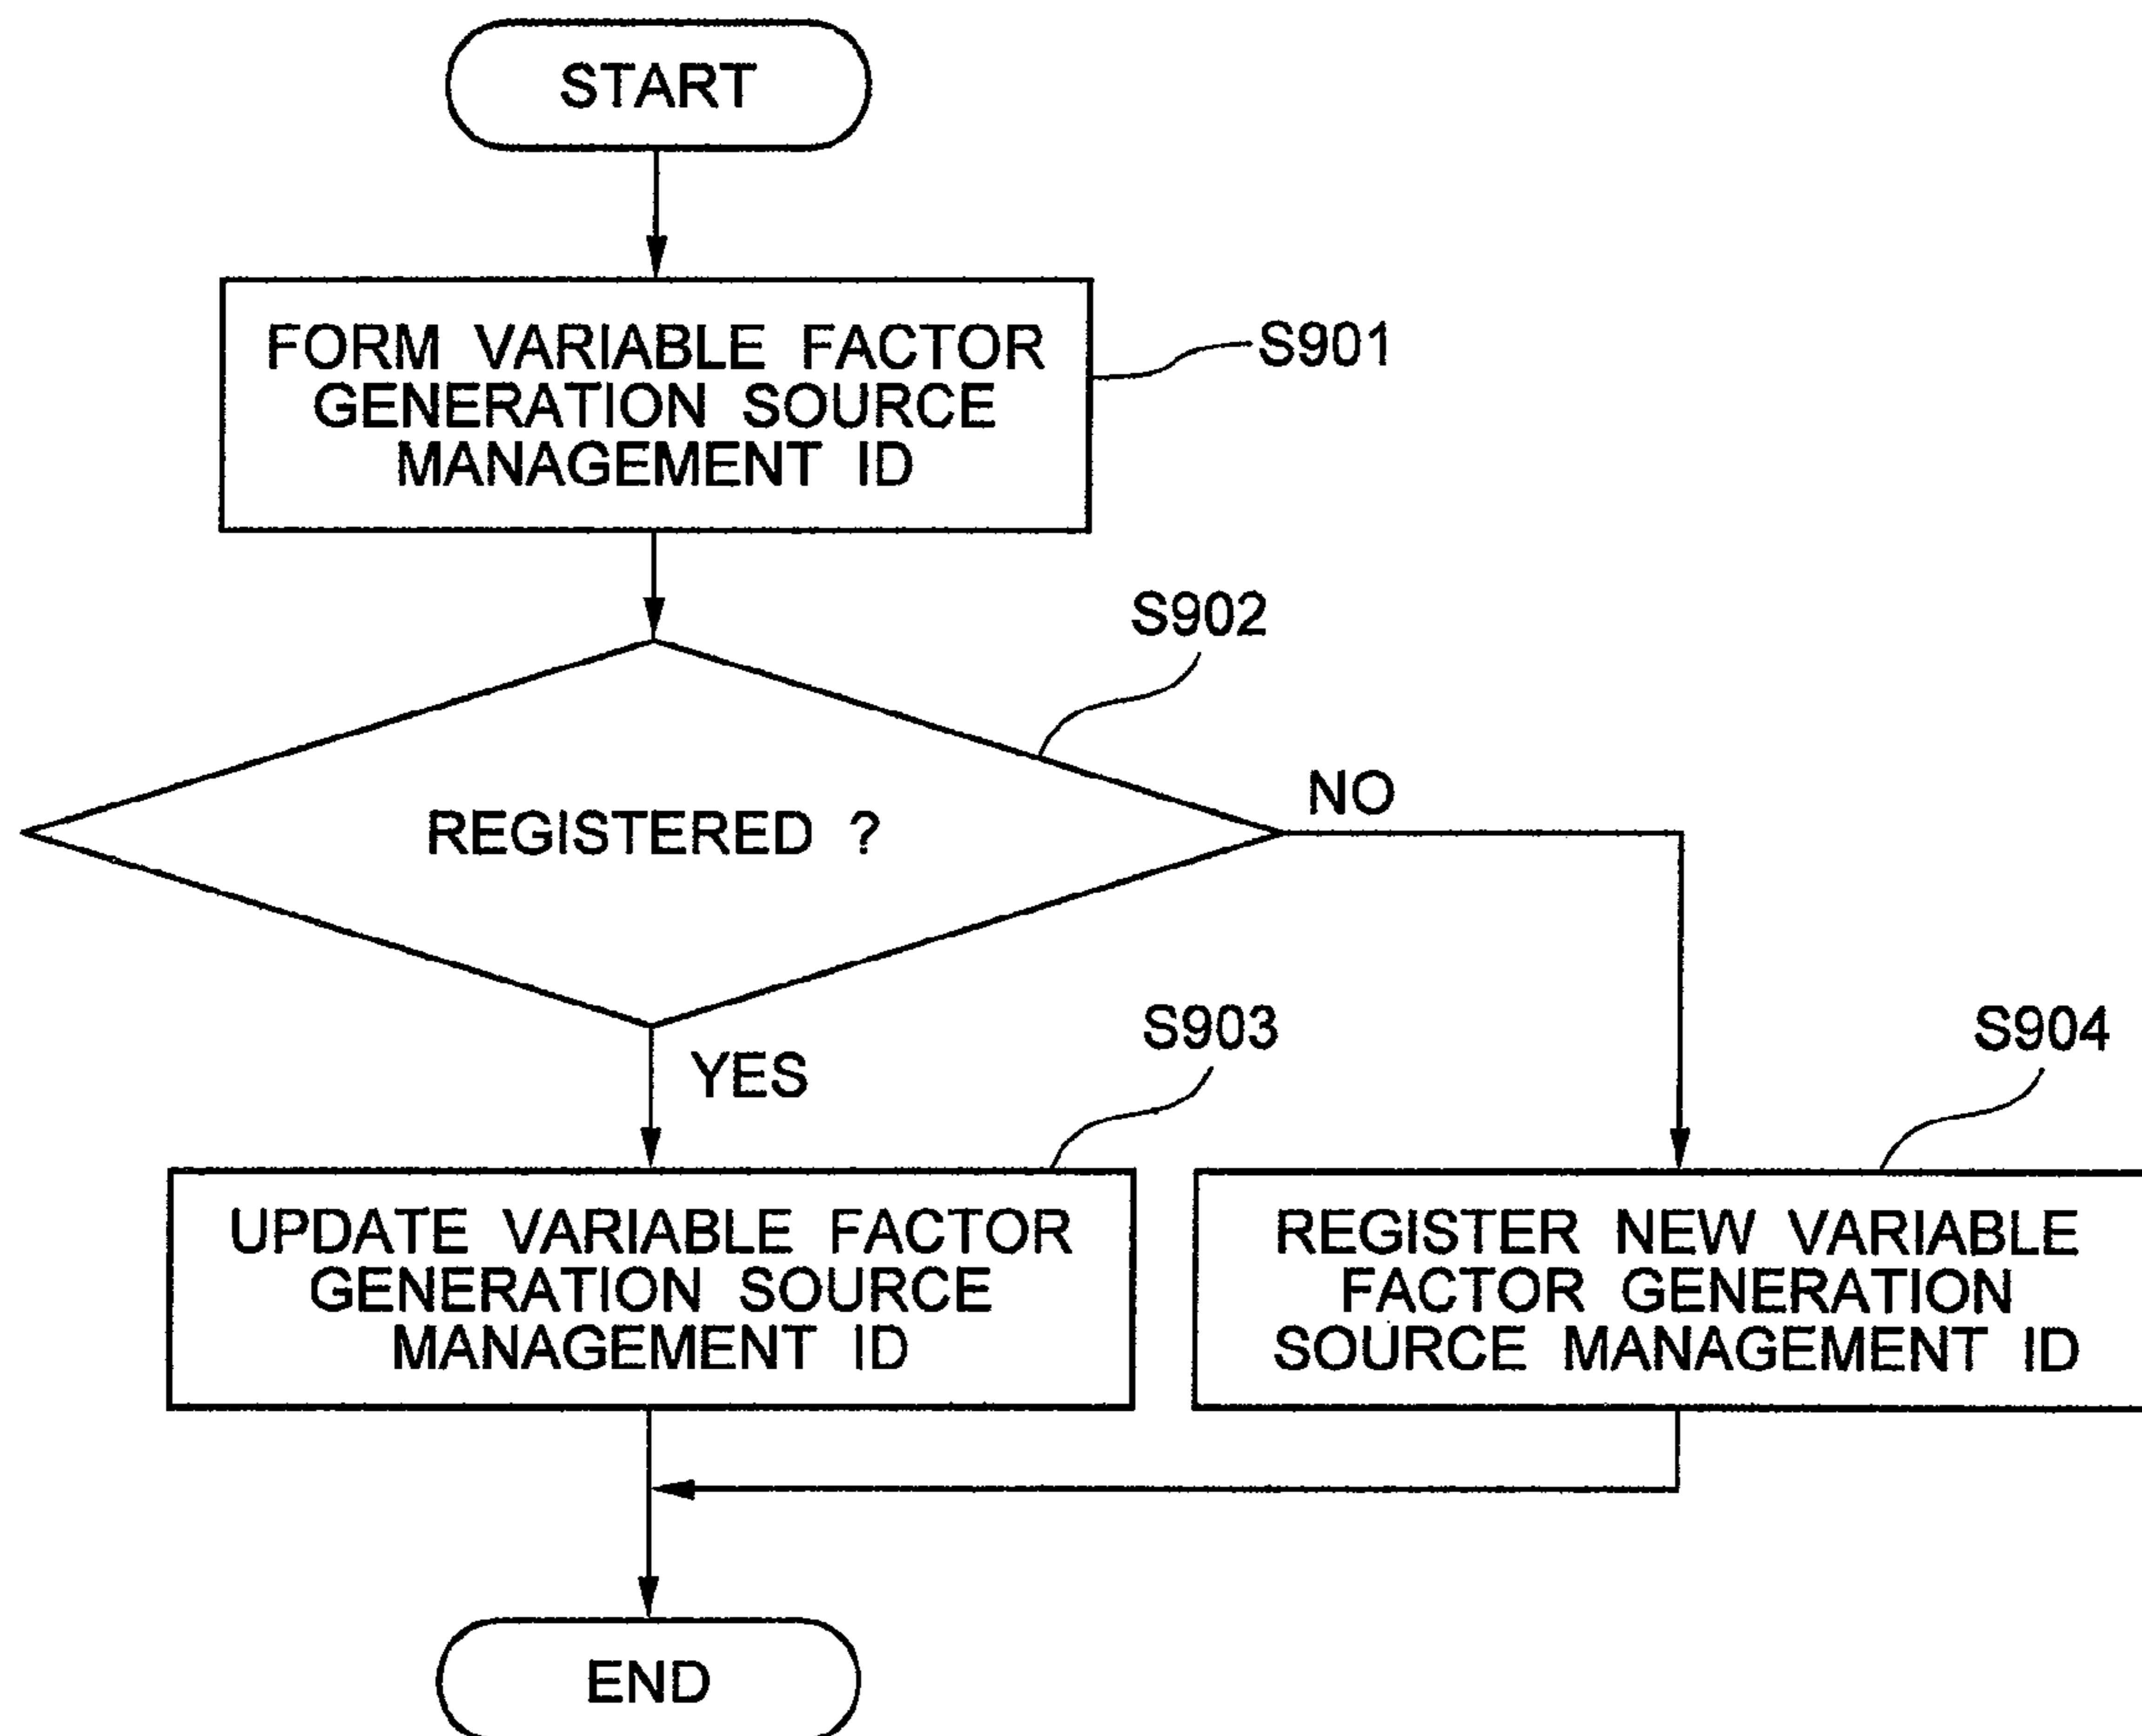 START
FORM VARIABLE FACTOR
GENERATION SOURCE
MANAGEMENT ID
S901
S902
REGISTERED ?
NO
YES
S903
S904
UPDATE VARIABLE FACTOR
GENERATION SOURCE
MANAGEMENT ID
REGISTER NEW VARIABLE
FACTOR GENERATION
SOURCE MANAGEMENT ID
END